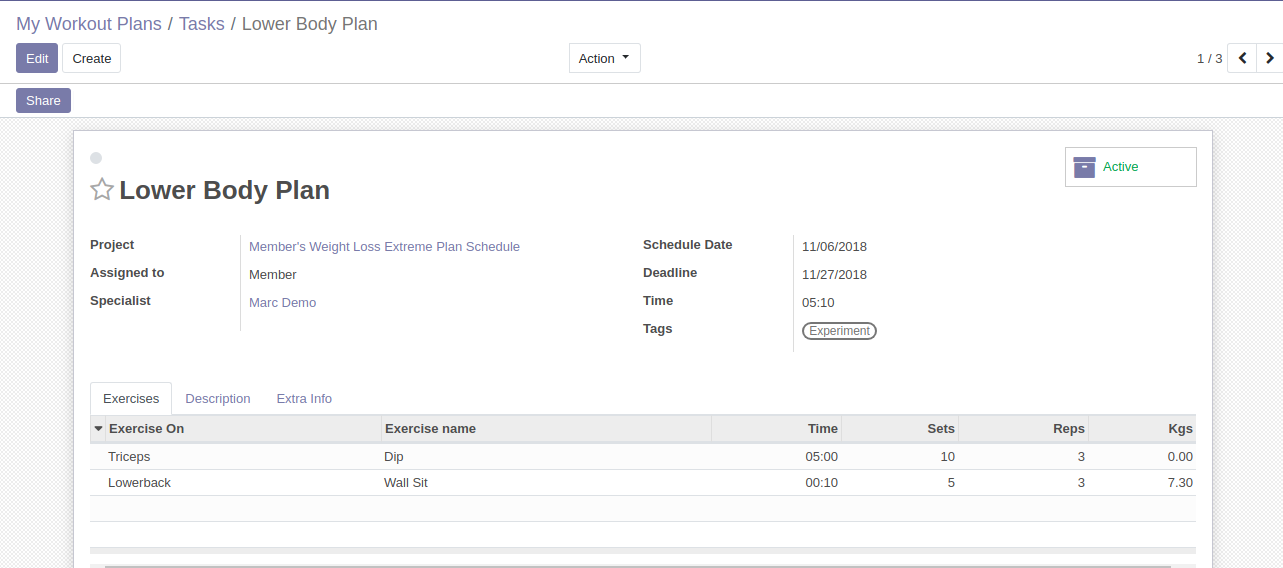 My Workout Plans / Tasks / Lower Body Plan
Edit Create Action 1 / 3
Share
Active
Lower Body Plan
Project Member's Weight Loss Extreme Plan Schedule Schedule Date 11/06/2018
Assigned to Member Deadline 11/27/2018
Specialist Marc Demo Time 05:10
Tags Experiment
Exercises Description Extra Info
Exercise On Exercise name Time Sets Reps Kgs
Triceps Dip 05:00 10 3 0.00
Lowerback Wall Sit 00:10 5 3 7.30